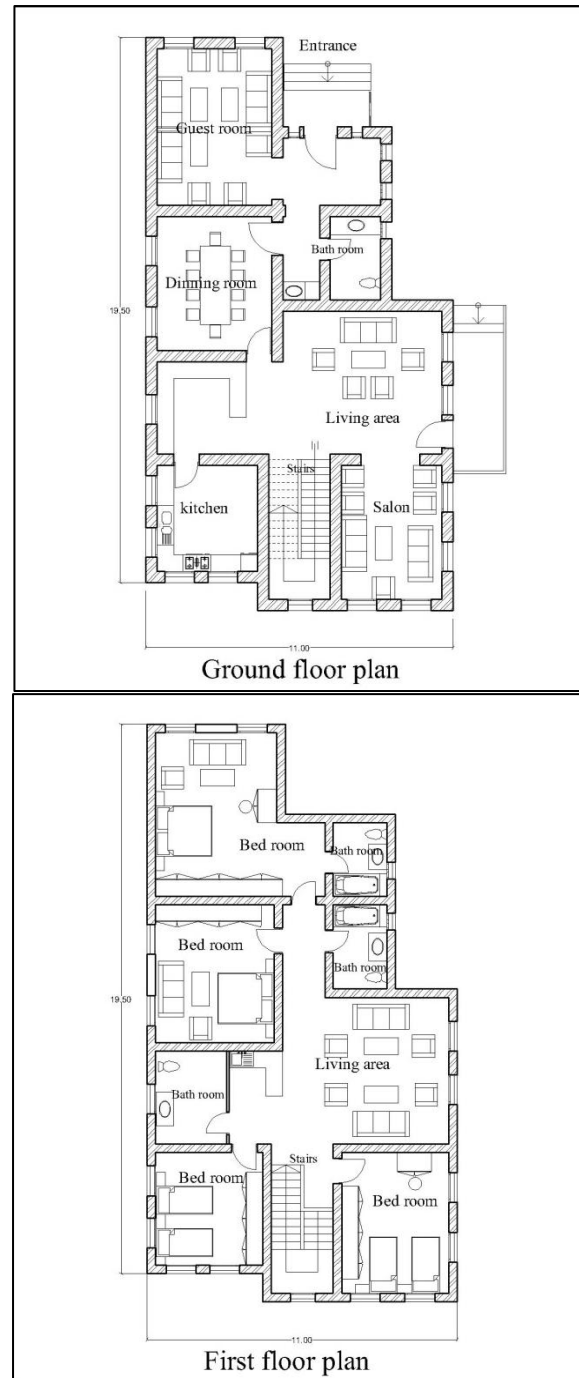 Entrance
Guest room
Bath room
Dinning room
19.50
Living area
Stairs
kitchen
Salon
11.00
Ground floor plan
Bed room
Bath room
Bed room
Bath room
19.50
Living area
Bath room
Stairs
Bed room
Bed room
11.00
First floor plan